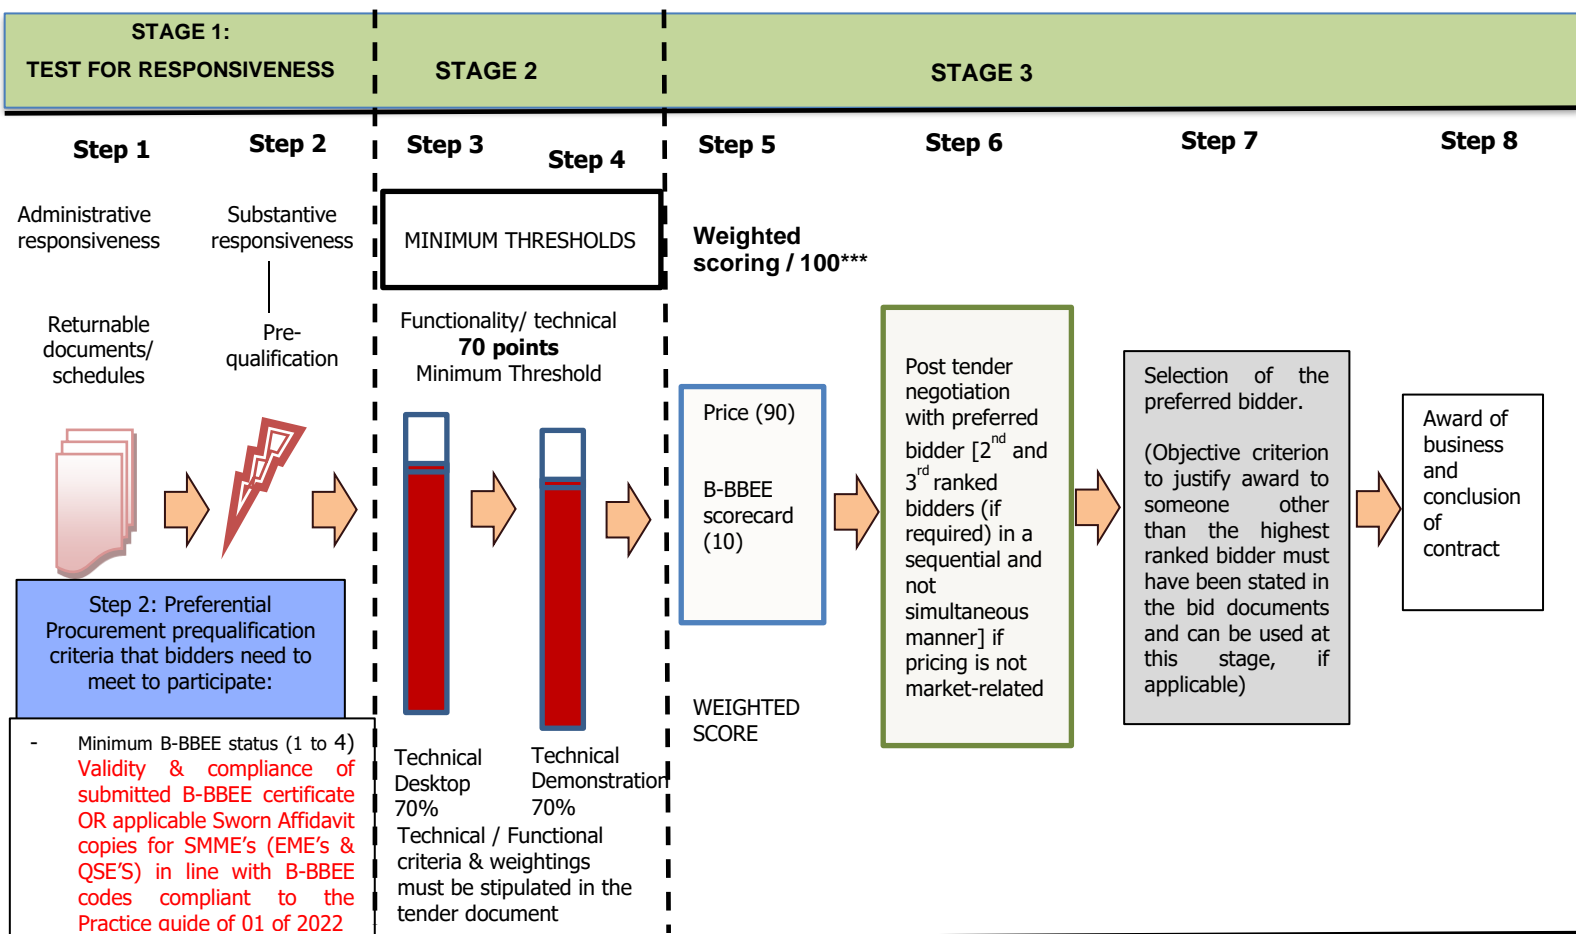 STAGE 1:
TEST FOR RESPONSIVENESS
STAGE 2
STAGE 3
Step 1
Step 2
Step 3
Step 4
Step 5
Step 6
Step 7
Step 8
Administrative
responsiveness
Returnable
documents/
schedules
Substantive
responsiveness
Pre-
qualification
Step 2: Preferential
Procurement prequalification
criteria that bidders need to
meet to participate:
- Minimum B-BBEE status (1 to 4)
Validity & compliance of
submitted B-BBEE certificate
OR applicable Sworn Affidavit
copies for SMME’s (EME’s &
QSE’S) in line with B-BBEE
codes compliant to the
Practice guide of 01 of 2022
MINIMUM THRESHOLDS
Functionality/ technical
70 points
Minimum Threshold
Technical
Desktop
70%
Technical
Demonstration
70%
Technical / Functional
criteria & weightings
must be stipulated in the
tender document
Weighted
scoring / 100***
Price (90)
B-BBEE
scorecard
(10)
WEIGHTED
SCORE
Post tender
negotiation
with preferred
bidder [2nd and
3rd ranked
bidders (if
required) in a
sequential and
not
simultaneous
manner] if
pricing is not
market-related
Selection of the
preferred bidder.
(Objective criterion
to justify award to
someone other
than the highest
ranked bidder must
have been stated in
the bid documents
and can be used at
this stage, if
applicable)
Award of
business
and
conclusion
of
contract